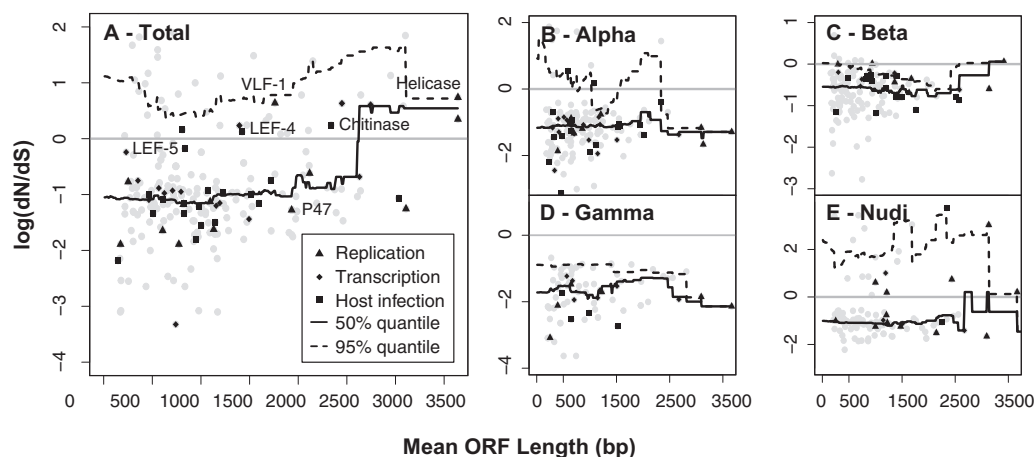 A - Total
log(dN/dS)
2
1
0
-1
-2
-3
-4
VLF-1
Helicase
LEF-4
Chitinase
LEF-5
P47
Replication
Transcription
Host infection
50% quantile
95% quantile
0 500 1000 1500 2000 2500 3000 3500
B - Alpha
2
0
-2
D - Gamma
0
-2
-4
0 500 1500 2500 3500
C - Beta
1
0
-1
-2
-3
E - Nudi
2
0
-2
0 500 1500 2500 3500
Mean ORF Length (bp)